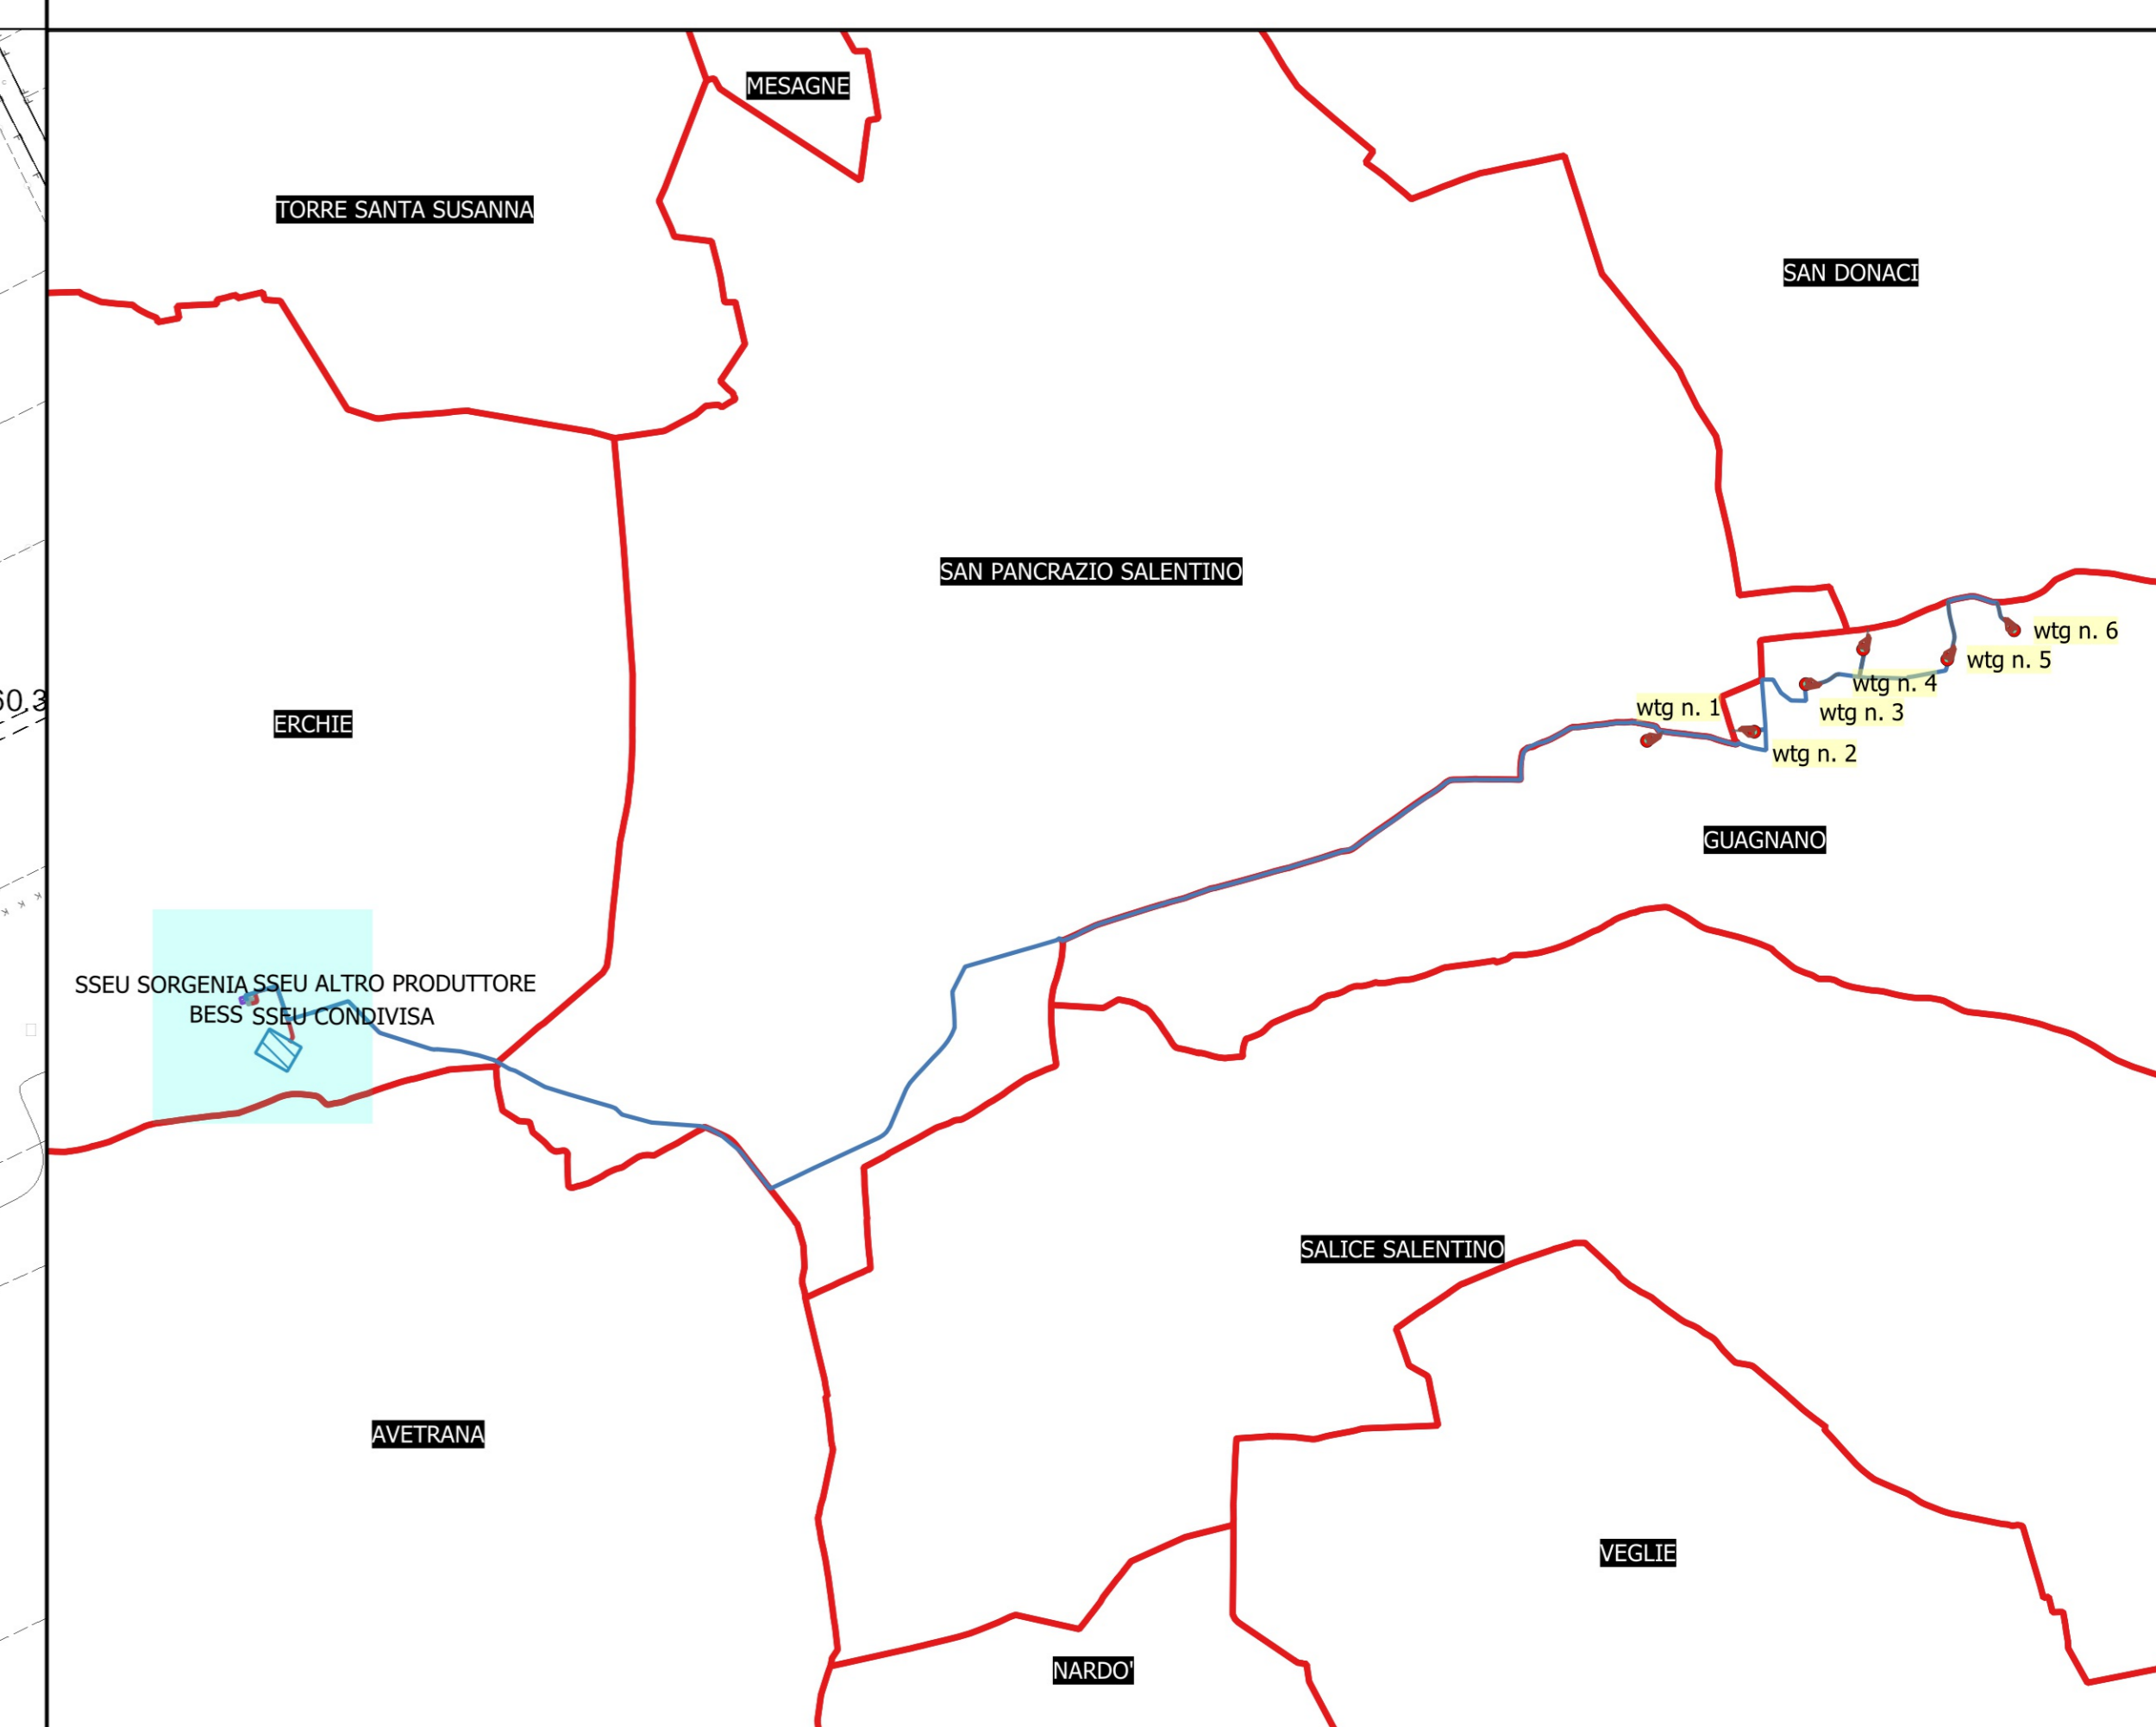 MESAGNE
TORRE SANTA SUSANNA
SAN DONACI
SAN PANCRAZIO SALENTINO
wtg n. 6
wtg n. 5
wtg n. 4
wtg n. 1
wtg n. 3
ERCHIE
wtg n. 2
GUAGNANO
SSEU SORGENIA
SSEU ALTRO PRODUTTORE
BESS
SSEU CONDIVISA
SALICE SALENTINO
AVETRANA
VEGLIE
NARDO'